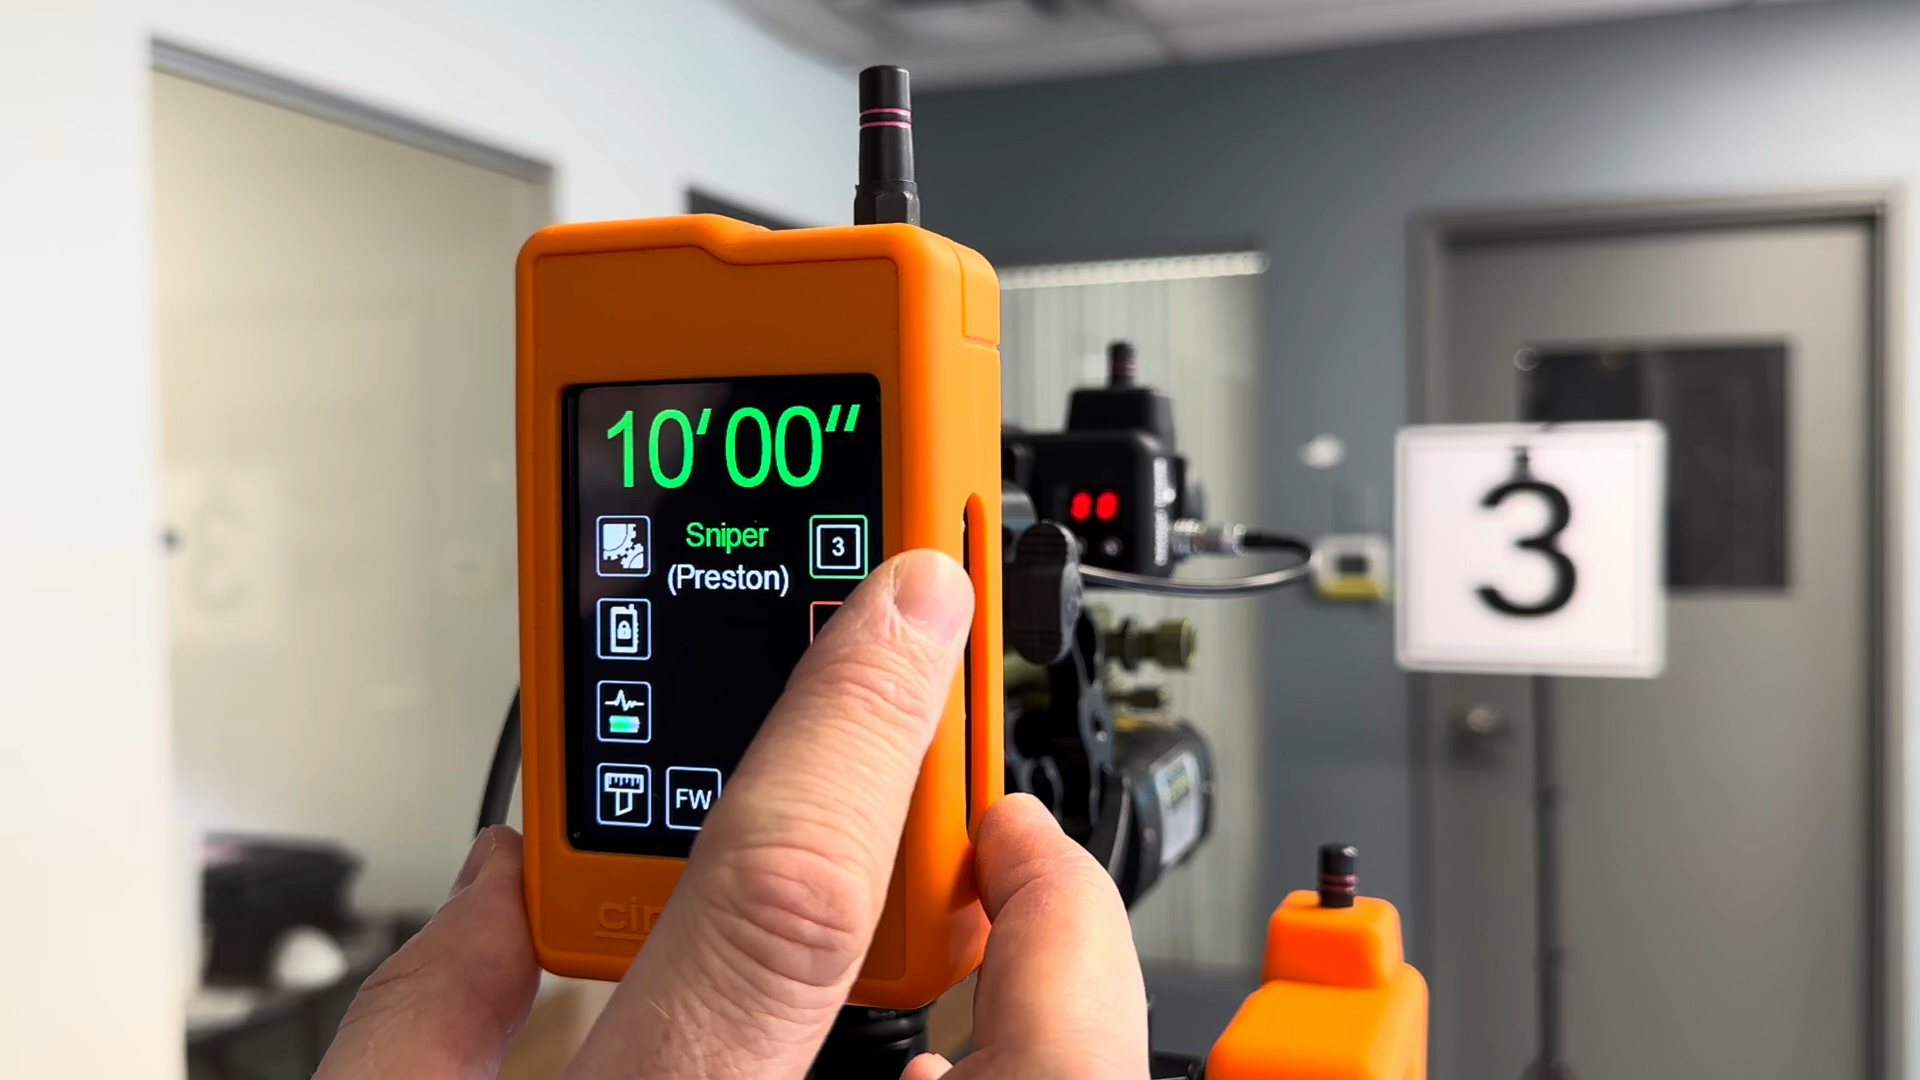 10′ 00″
Sniper
(Preston)
3
FW
3